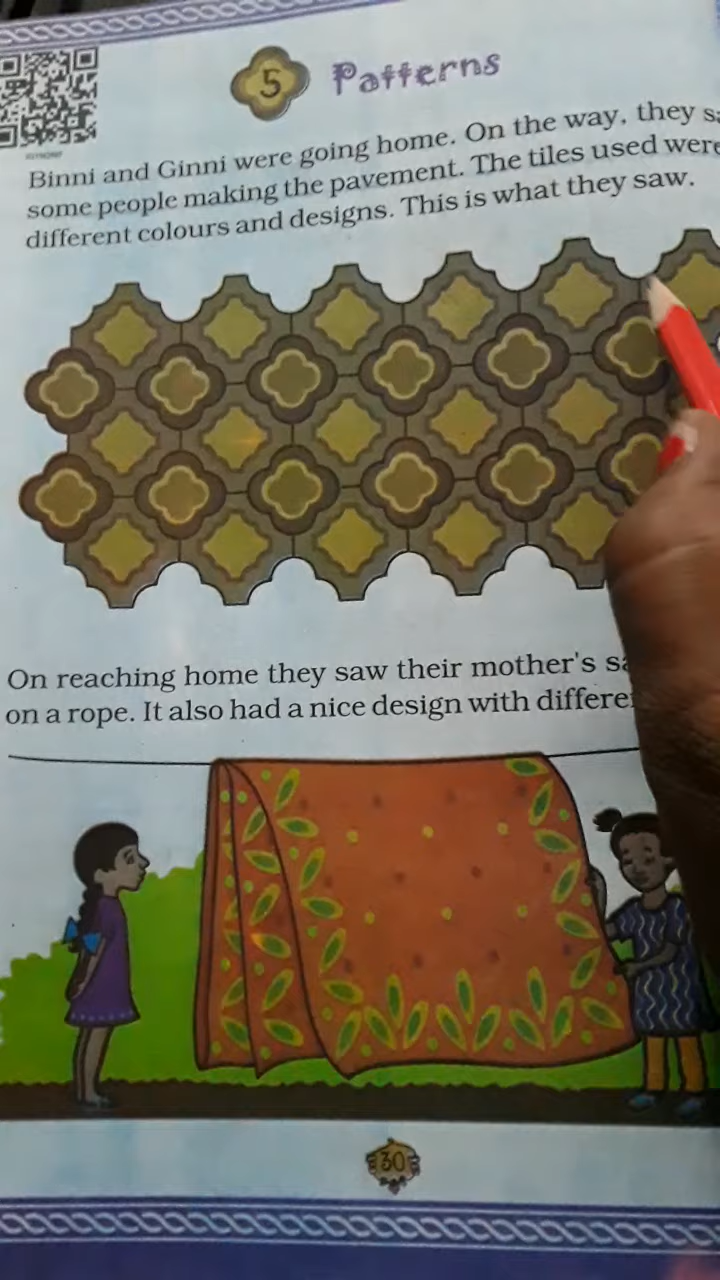 5 Patterns
Binni and Ginni were going home. On the way, they
some people making the pavement. The tiles used were
different colours and designs. This is what they saw.
On reaching home they saw their mother's
on a rope. It also had a nice design with
30